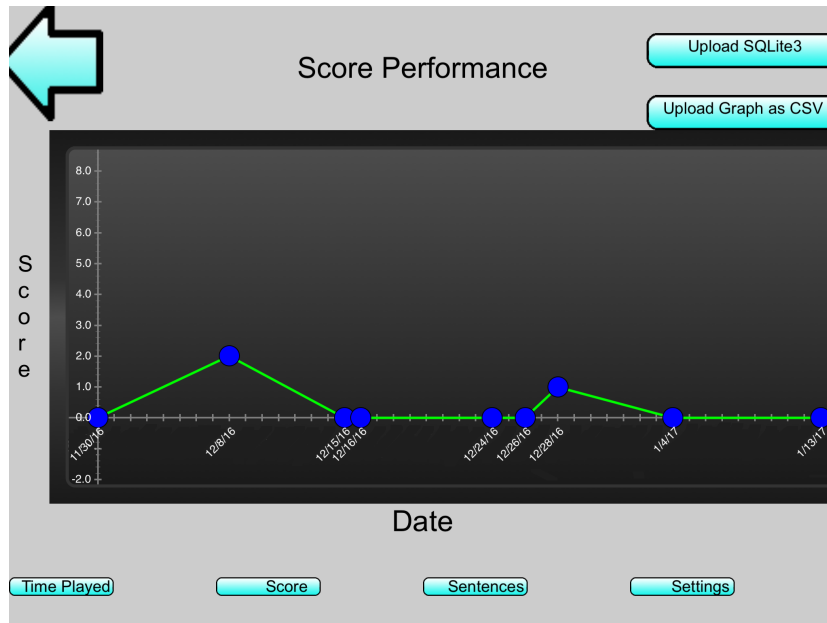 Upload SQLite3
Score Performance
Upload Graph as CSV
8.0
7.0
6.0
5.0
4.0
3.0
2.0
1.0
0.0
-2.0
S
c
o
r
e
11/30/16
12/8/16
12/15/16
12/16/16
12/24/16
12/26/16
12/28/16
1/4/17
1/13/17
Date
Time Played
Score
Sentences
Settings